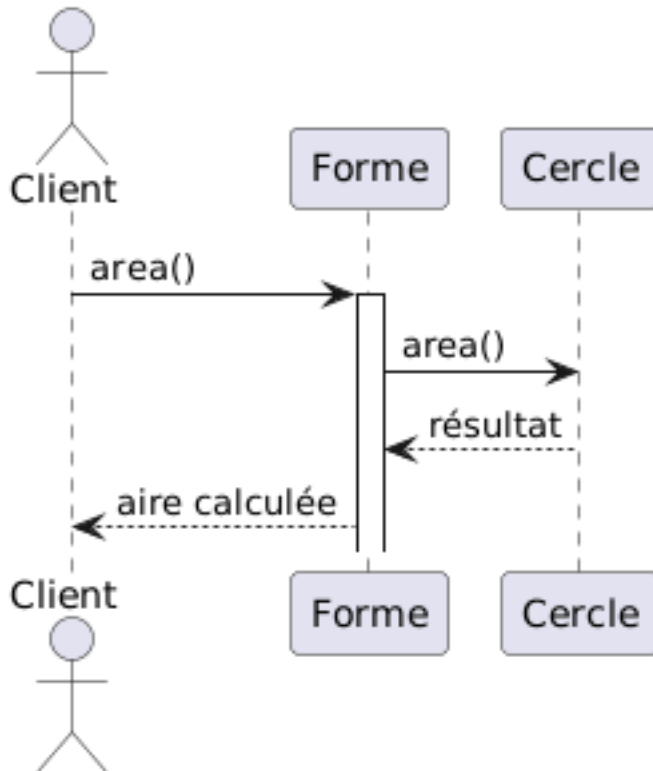 Client
Forme
Cercle
area()
area()
résultat
aire calculée
Client
Forme
Cercle